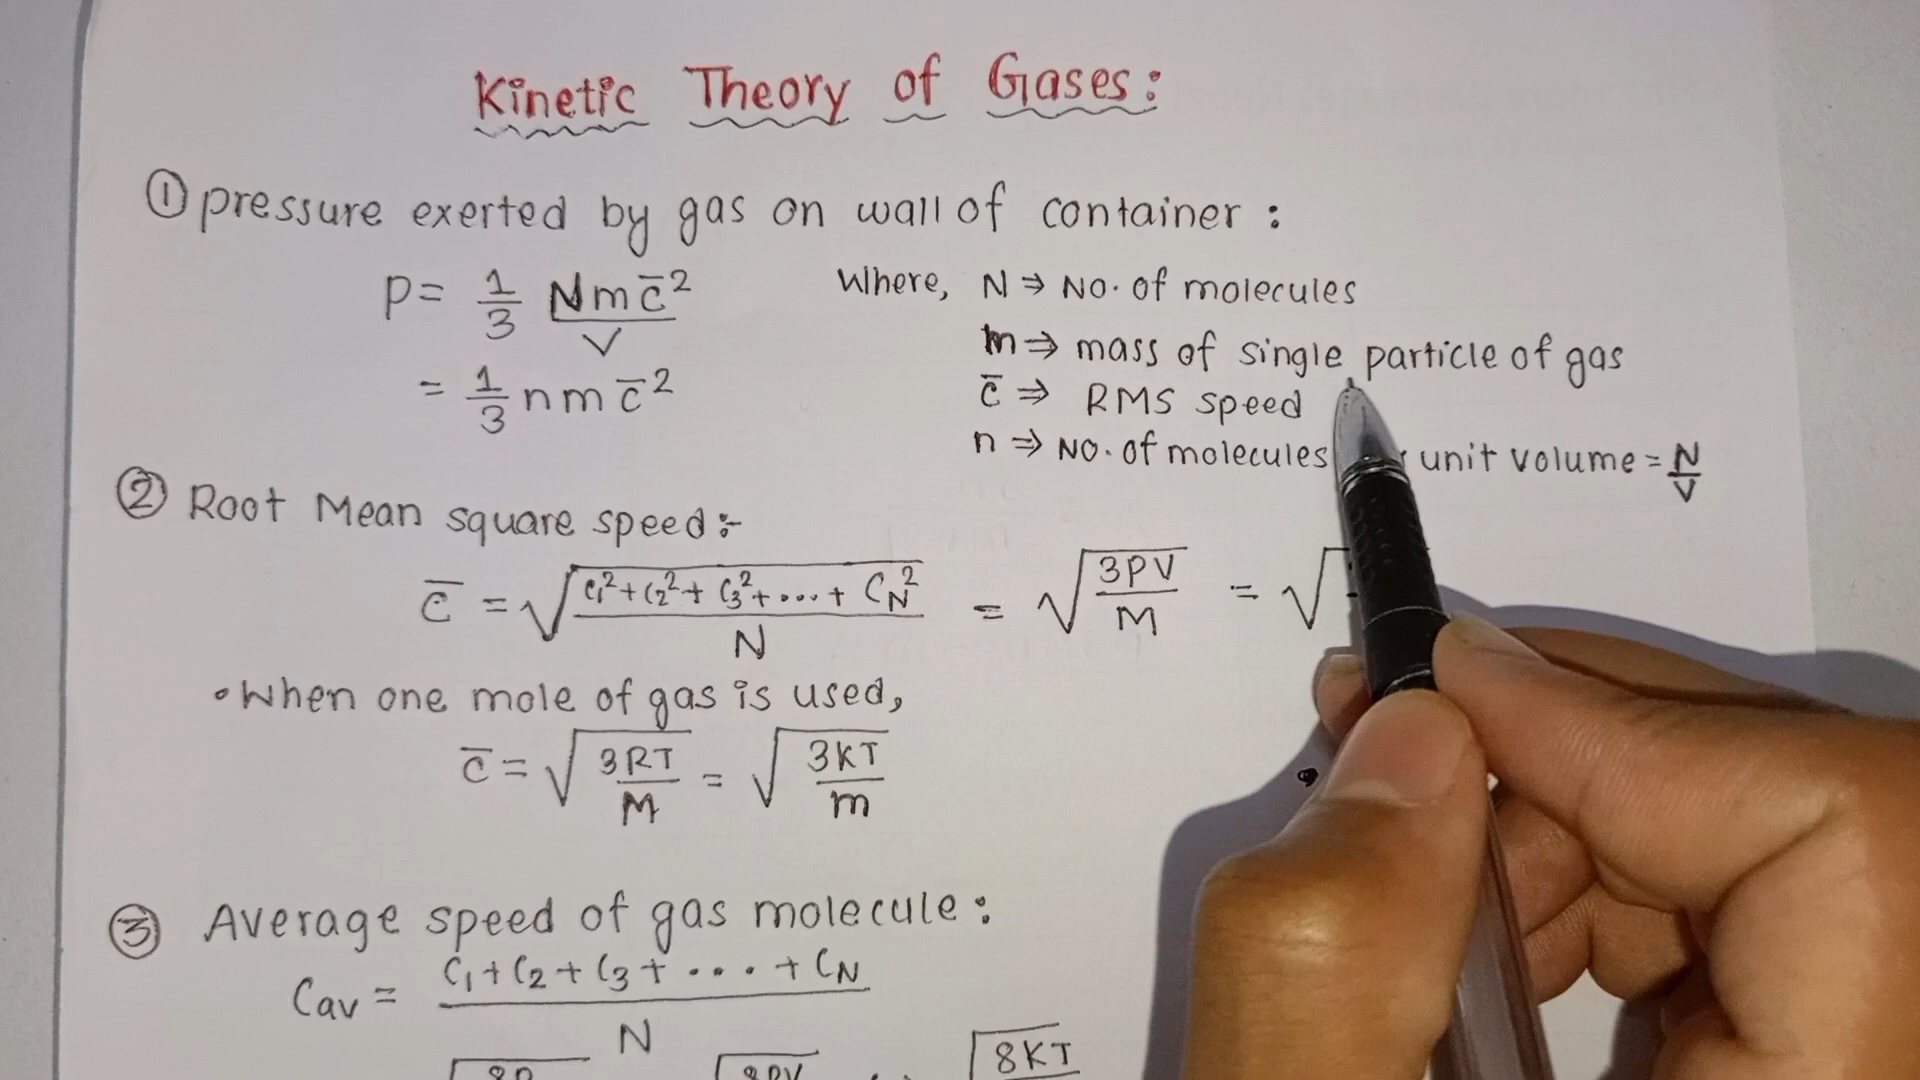 Kinetic Theory of Gases:
① pressure exerted by gas on wall of container :
P = 1/3 Nmc̄²/V
Where, N ⇒ No. of molecules
m ⇒ mass of single particle of gas
= 1/3 nmc̄²
c̄ ⇒ RMS speed
n ⇒ No. of molecules unit volume = N/V
② Root Mean square speed :-
c̄ = √(c₁² + c₂² + c₃² + ... + C_N²)/N = √3PV/M = √
• When one mole of gas is used,
c̄ = √3RT/M = √3KT/m
③ Average speed of gas molecule :
Cav = C₁ + C₂ + C₃ + ... + C_N/N
8KT